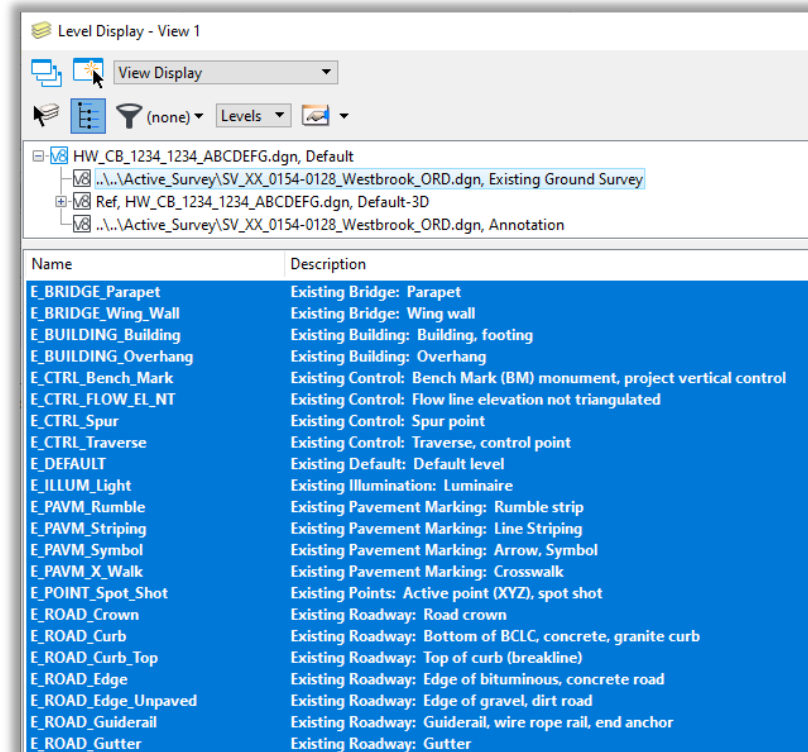 Level Display - View 1
View Display
(none) Levels
HW_CB_1234_1234_ABCDEFG.dgn, Default
..\..\Active_Survey\SV_XX_0154-0128_Westbrook_ORD.dgn, Existing Ground Survey
Ref, HW_CB_1234_1234_ABCDEFG.dgn, Default-3D
..\..\Active_Survey\SV_XX_0154-0128_Westbrook_ORD.dgn, Annotation
Name Description
E_BRIDGE_Parapet Existing Bridge: Parapet
E_BRIDGE_Wing_Wall Existing Bridge: Wing wall
E_BUILDING_Building Existing Building: Building, footing
E_BUILDING_Overhang Existing Building: Overhang
E_CTRL_Bench_Mark Existing Control: Bench Mark (BM) monument, project vertical control
E_CTRL_FLOW_EL_NT Existing Control: Flow line elevation not triangulated
E_CTRL_Spur Existing Control: Spur point
E_CTRL_Traverse Existing Control: Traverse, control point
E_DEFAULT Existing Default: Default level
E_ILLUM_Light Existing Illumination: Luminaire
E_PAVM_Rumble Existing Pavement Marking: Rumble strip
E_PAVM_Striping Existing Pavement Marking: Line Striping
E_PAVM_Symbol Existing Pavement Marking: Arrow, Symbol
E_PAVM_X_Walk Existing Pavement Marking: Crosswalk
E_POINT_Spot_Shot Existing Points: Active point (XYZ), spot shot
E_ROAD_Crown Existing Roadway: Road crown
E_ROAD_Curb Existing Roadway: Bottom of BCLC, concrete, granite curb
E_ROAD_Curb_Top Existing Roadway: Top of curb (breakline)
E_ROAD_Edge Existing Roadway: Edge of bituminous, concrete road
E_ROAD_Edge_Unpaved Existing Roadway: Edge of gravel, dirt road
E_ROAD_Guiderail Existing Roadway: Guiderail, wire rope rail, end anchor
E_ROAD_Gutter Existing Roadway: Gutter